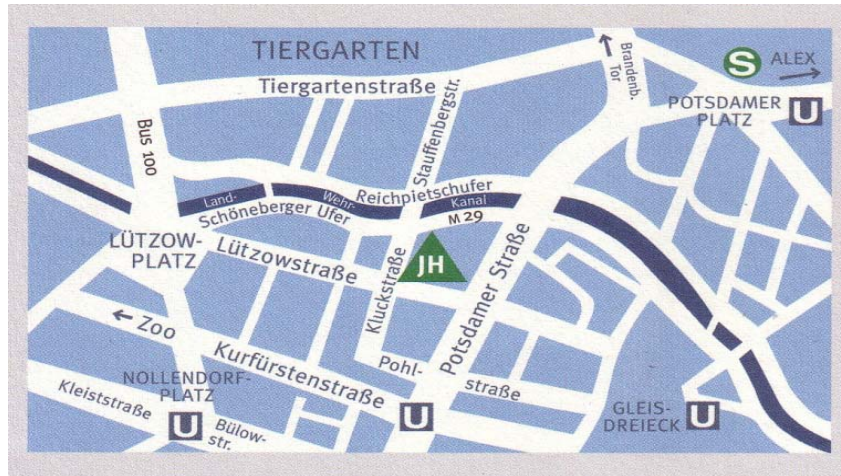 TIERGARTEN
Tiergartenstraße
Stauffenbergstr.
Brandenb.
Tor
S
ALEX
POTSDAMER
PLATZ
U
Bus 100
Land-
Wehr-
Kanal
Reichpietschufer
Schöneberger Ufer
M 29
LÜTZOW-
PLATZ
Lützowstraße
Kluckstraße
JH
Potsdamer Straße
← Zoo
Kurfürstenstraße
Pohl-
straße
NOLLENDORF-
PLATZ
U
Kleiststraße
Bülow-
str.
U
GLEIS-
DREIECK
U